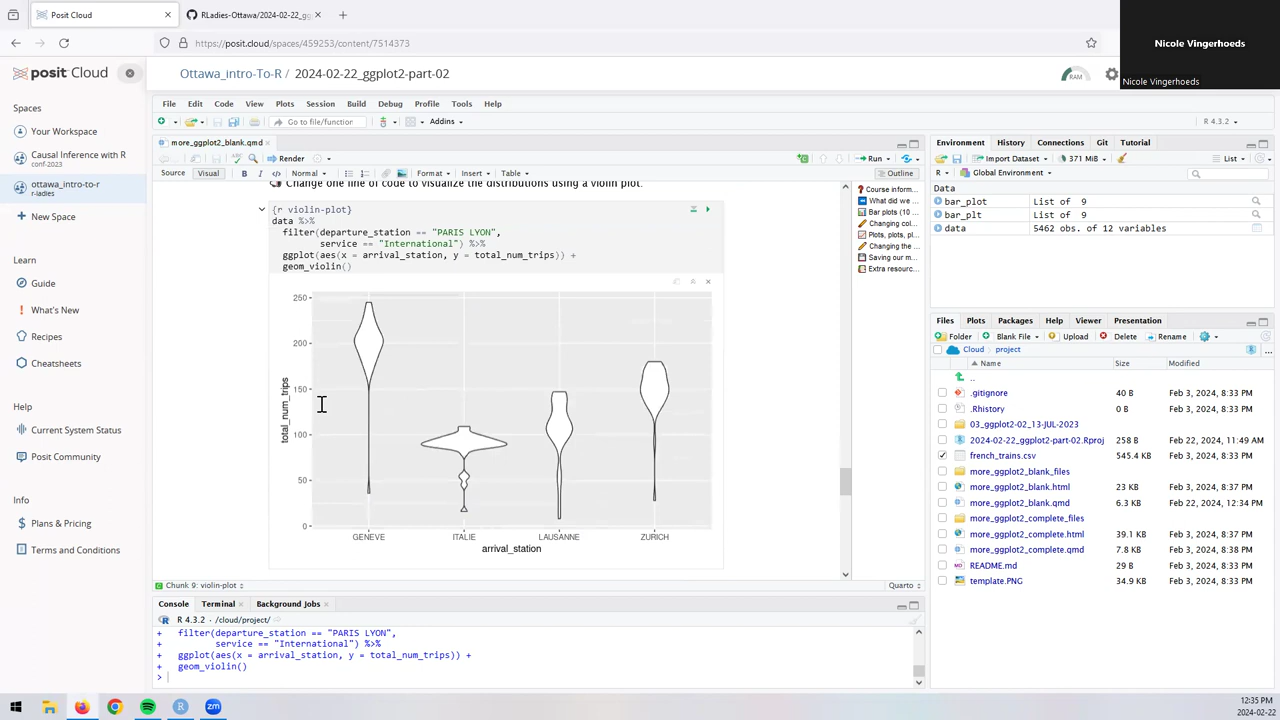 Posit Cloud
RLadies-Ottawa/2024-02-22_gg
https://posit.cloud/spaces/459253/content/7514373
Nicole Vingerhoeds
Nicole Vingerhoeds
posit Cloud
Ottawa_intro-To-R / 2024-02-22_ggplot2-part-02
RAM
Spaces
Your Workspace
Causal Inference with R
conf-2023
ottawa_intro-to-r
r-ladies
New Space
Learn
Guide
What's New
Recipes
Cheatsheets
Help
Current System Status
Posit Community
Info
Plans & Pricing
Terms and Conditions
File Edit Code View Plots Session Build Debug Profile Tools Help
Go to file/function Addins
R 4.3.2
more_ggplot2_blank.qmd
Render Run
Source Visual B I Normal Format Insert Table Outline
Change one line of code to visualize the distributions using a violin plot.
{r violin-plot}
data %>%
filter(departure_station == "PARIS LYON",
service == "International") %>%
ggplot(aes(x = arrival_station, y = total_num_trips)) +
geom_violin()
250
200
150
100
50
0
total_num_trips
GENEVE ITALIE LAUSANNE ZURICH
arrival_station
Course inform...
What did we ...
Bar plots (10 ...
Changing col...
Plots, plots, pl...
Changing the ...
Saving our m...
Extra resourc...
Chunk 9: violin-plot
Console Terminal Background Jobs
R 4.3.2 · /cloud/project/
+ filter(departure_station == "PARIS LYON",
+ service == "International") %>%
+ ggplot(aes(x = arrival_station, y = total_num_trips)) +
+ geom_violin()
>
Environment History Connections Git Tutorial
Import Dataset 371 MiB List
R Global Environment
Data
bar_plot List of 9
bar_plt List of 9
data 5462 obs. of 12 variables
Files Plots Packages Help Viewer Presentation
Folder Blank File Upload Delete Rename
Cloud project
Name Size Modified
..
.gitignore 40 B Feb 3, 2024, 8:33 PM
.Rhistory 0 B Feb 3, 2024, 8:33 PM
03_ggplot2-02_13-JUL-2023
2024-02-22_ggplot2-part-02.Rproj 258 B Feb 22, 2024, 11:49 AM
french_trains.csv 545.4 KB Feb 3, 2024, 8:33 PM
more_ggplot2_blank_files
more_ggplot2_blank.html 23 KB Feb 3, 2024, 8:37 PM
more_ggplot2_blank.qmd 6.3 KB Feb 22, 2024, 12:34 PM
more_ggplot2_complete_files
more_ggplot2_complete.html 39.1 KB Feb 3, 2024, 8:37 PM
more_ggplot2_complete.qmd 7.8 KB Feb 3, 2024, 8:38 PM
README.md 29 B Feb 3, 2024, 8:33 PM
template.PNG 34.9 KB Feb 3, 2024, 8:33 PM
12:35 PM
2024-02-22